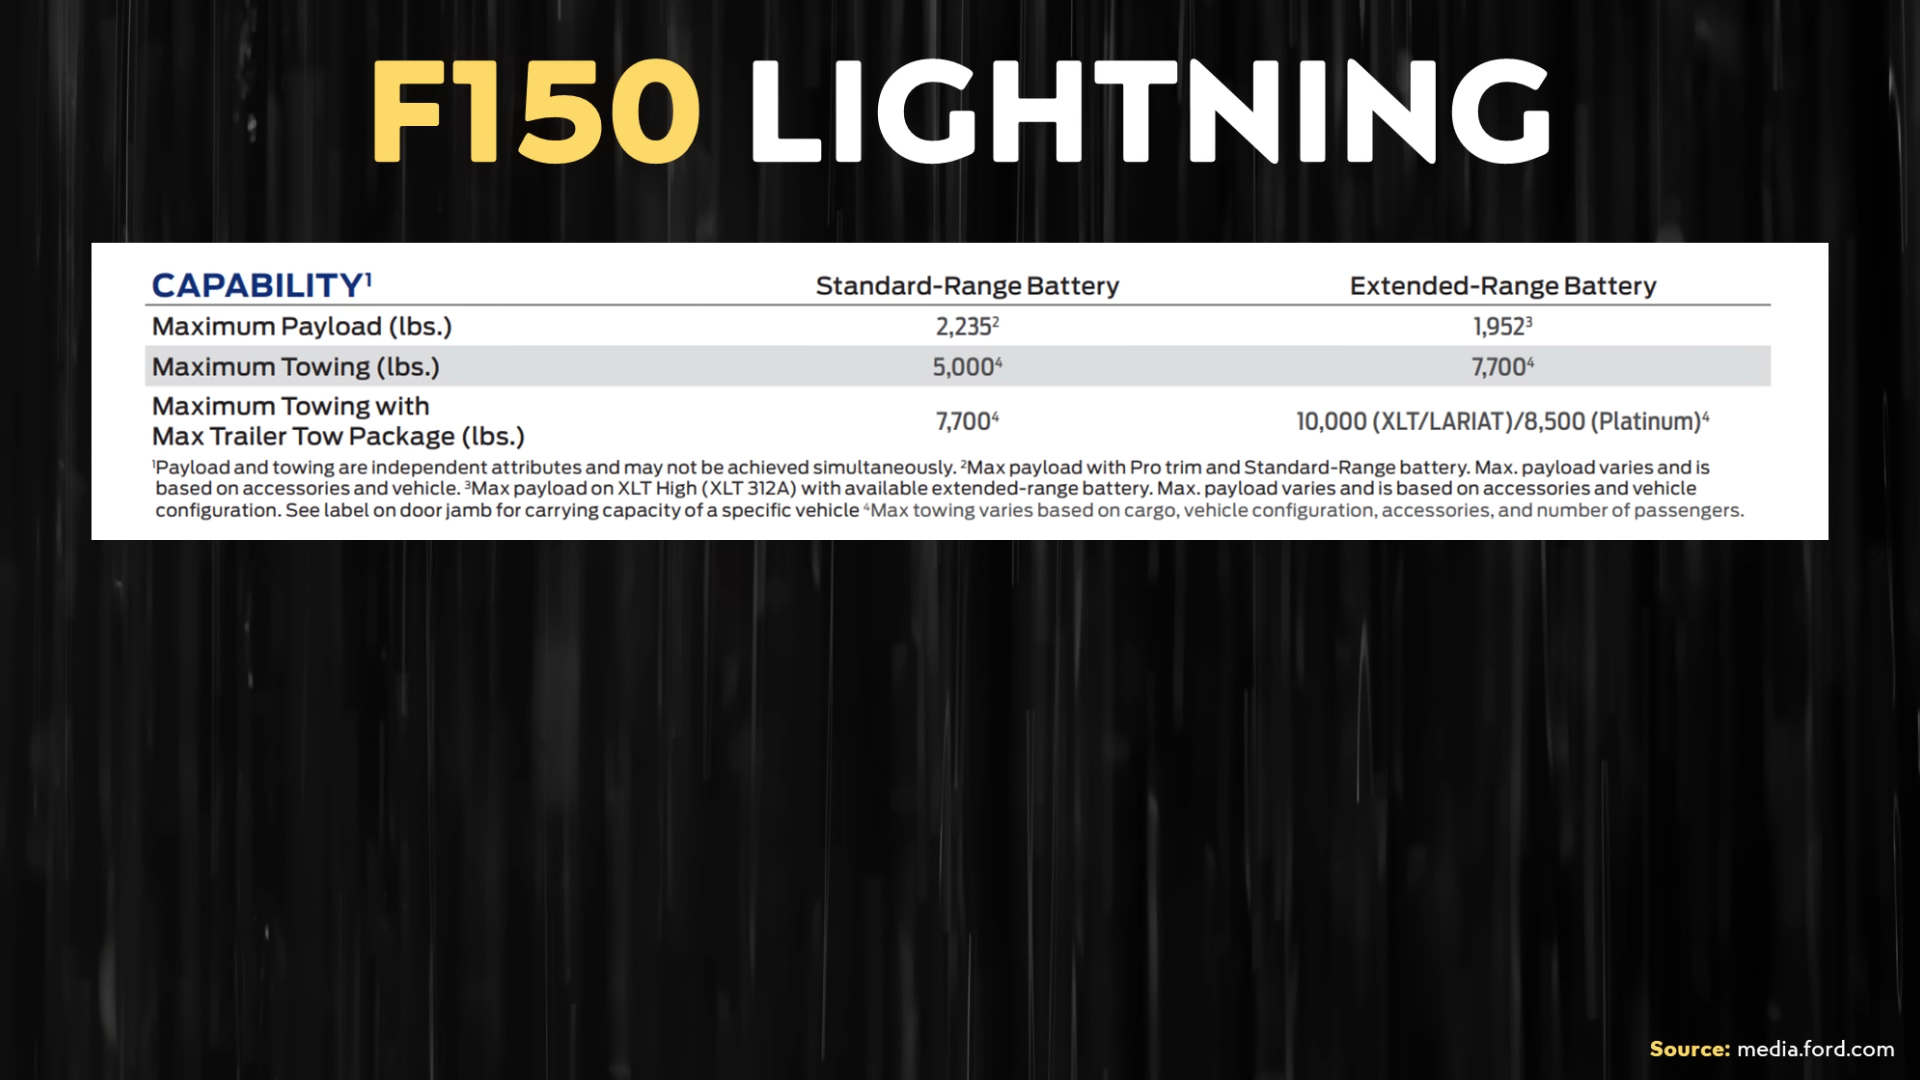 F150 LIGHTNING
CAPABILITY¹ Standard-Range Battery Extended-Range Battery
Maximum Payload (lbs.) 2,235² 1,952³
Maximum Towing (lbs.) 5,000⁴ 7,700⁴
Maximum Towing with
Max Trailer Tow Package (lbs.) 7,700⁴ 10,000 (XLT/LARIAT)/8,500 (Platinum)⁴
¹Payload and towing are independent attributes and may not be achieved simultaneously. ²Max payload with Pro trim and Standard-Range battery. Max. payload varies and is
based on accessories and vehicle. ³Max payload on XLT High (XLT 312A) with available extended-range battery. Max. payload varies and is based on accessories and vehicle
configuration. See label on door jamb for carrying capacity of a specific vehicle ⁴Max towing varies based on cargo, vehicle configuration, accessories, and number of passengers.
Source: media.ford.com